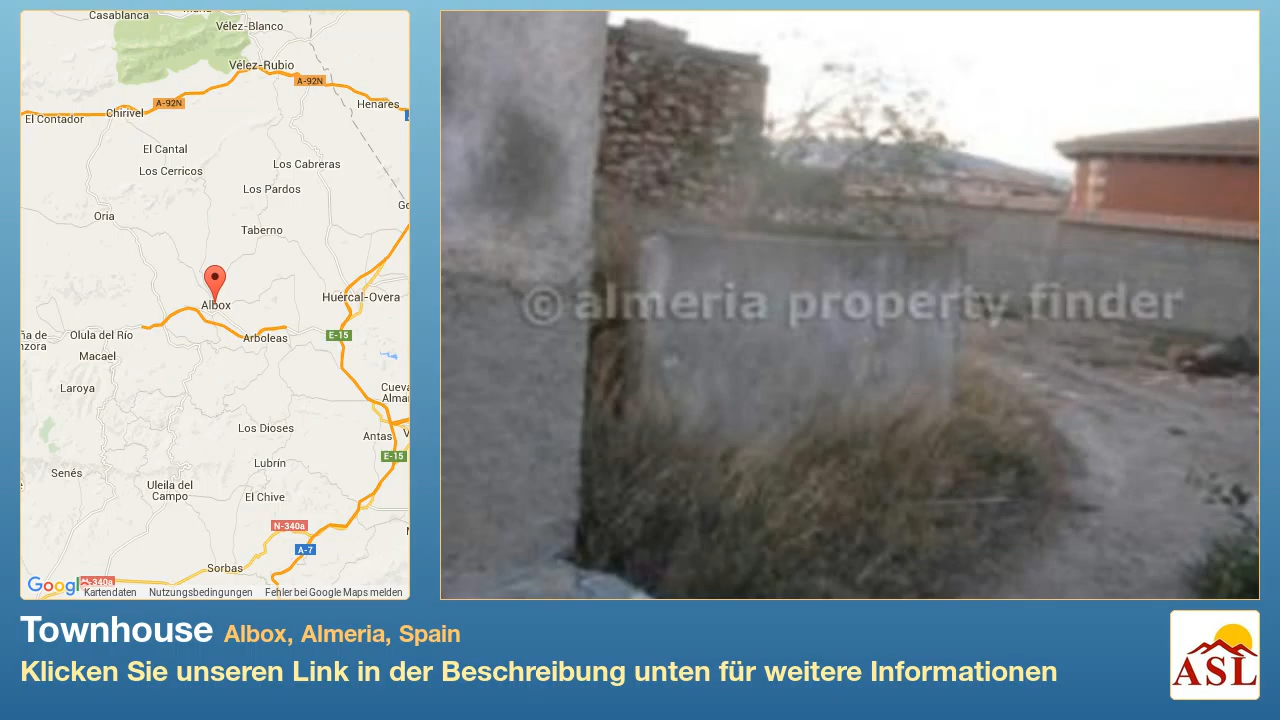 Casablanca
Vélez-Blanco
Vélez-Rubio
A-92N
A-92N
Henares
El Contador
Chirivel
El Cantal
Los Cabreras
Los Cerricos
Los Pardos
Oria
Taberno
Albox
Huércal-Overa
Olula del Río
Arboleas
E-15
Macael
Laroya
Los Dioses
Antas
E-15
Senés
Lubrín
Uleila del
Campo
El Chive
N-340a
A-7
Sorbas
N-340a
Google
Kartendaten Nutzungsbedingungen Fehler bei Google Maps melden
© almeria property finder
Townhouse Albox, Almeria, Spain
Klicken Sie unseren Link in der Beschreibung unten für weitere Informationen
ASL